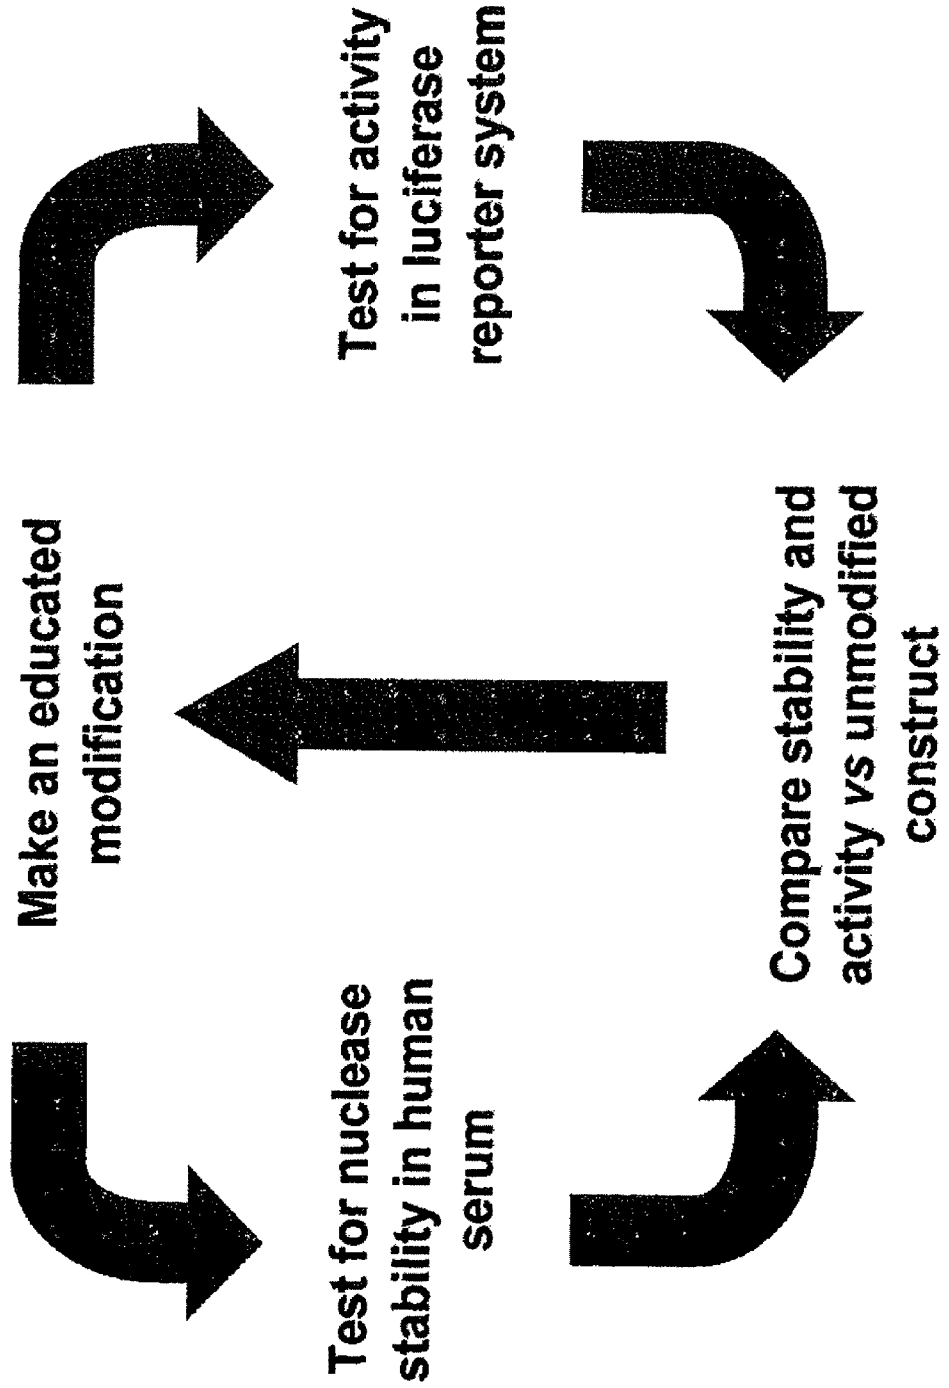 Make an educated
modification
Test for nuclease
stability in human
serum
Test for activity
in luciferase
reporter system
Compare stability and
activity vs unmodified
construct